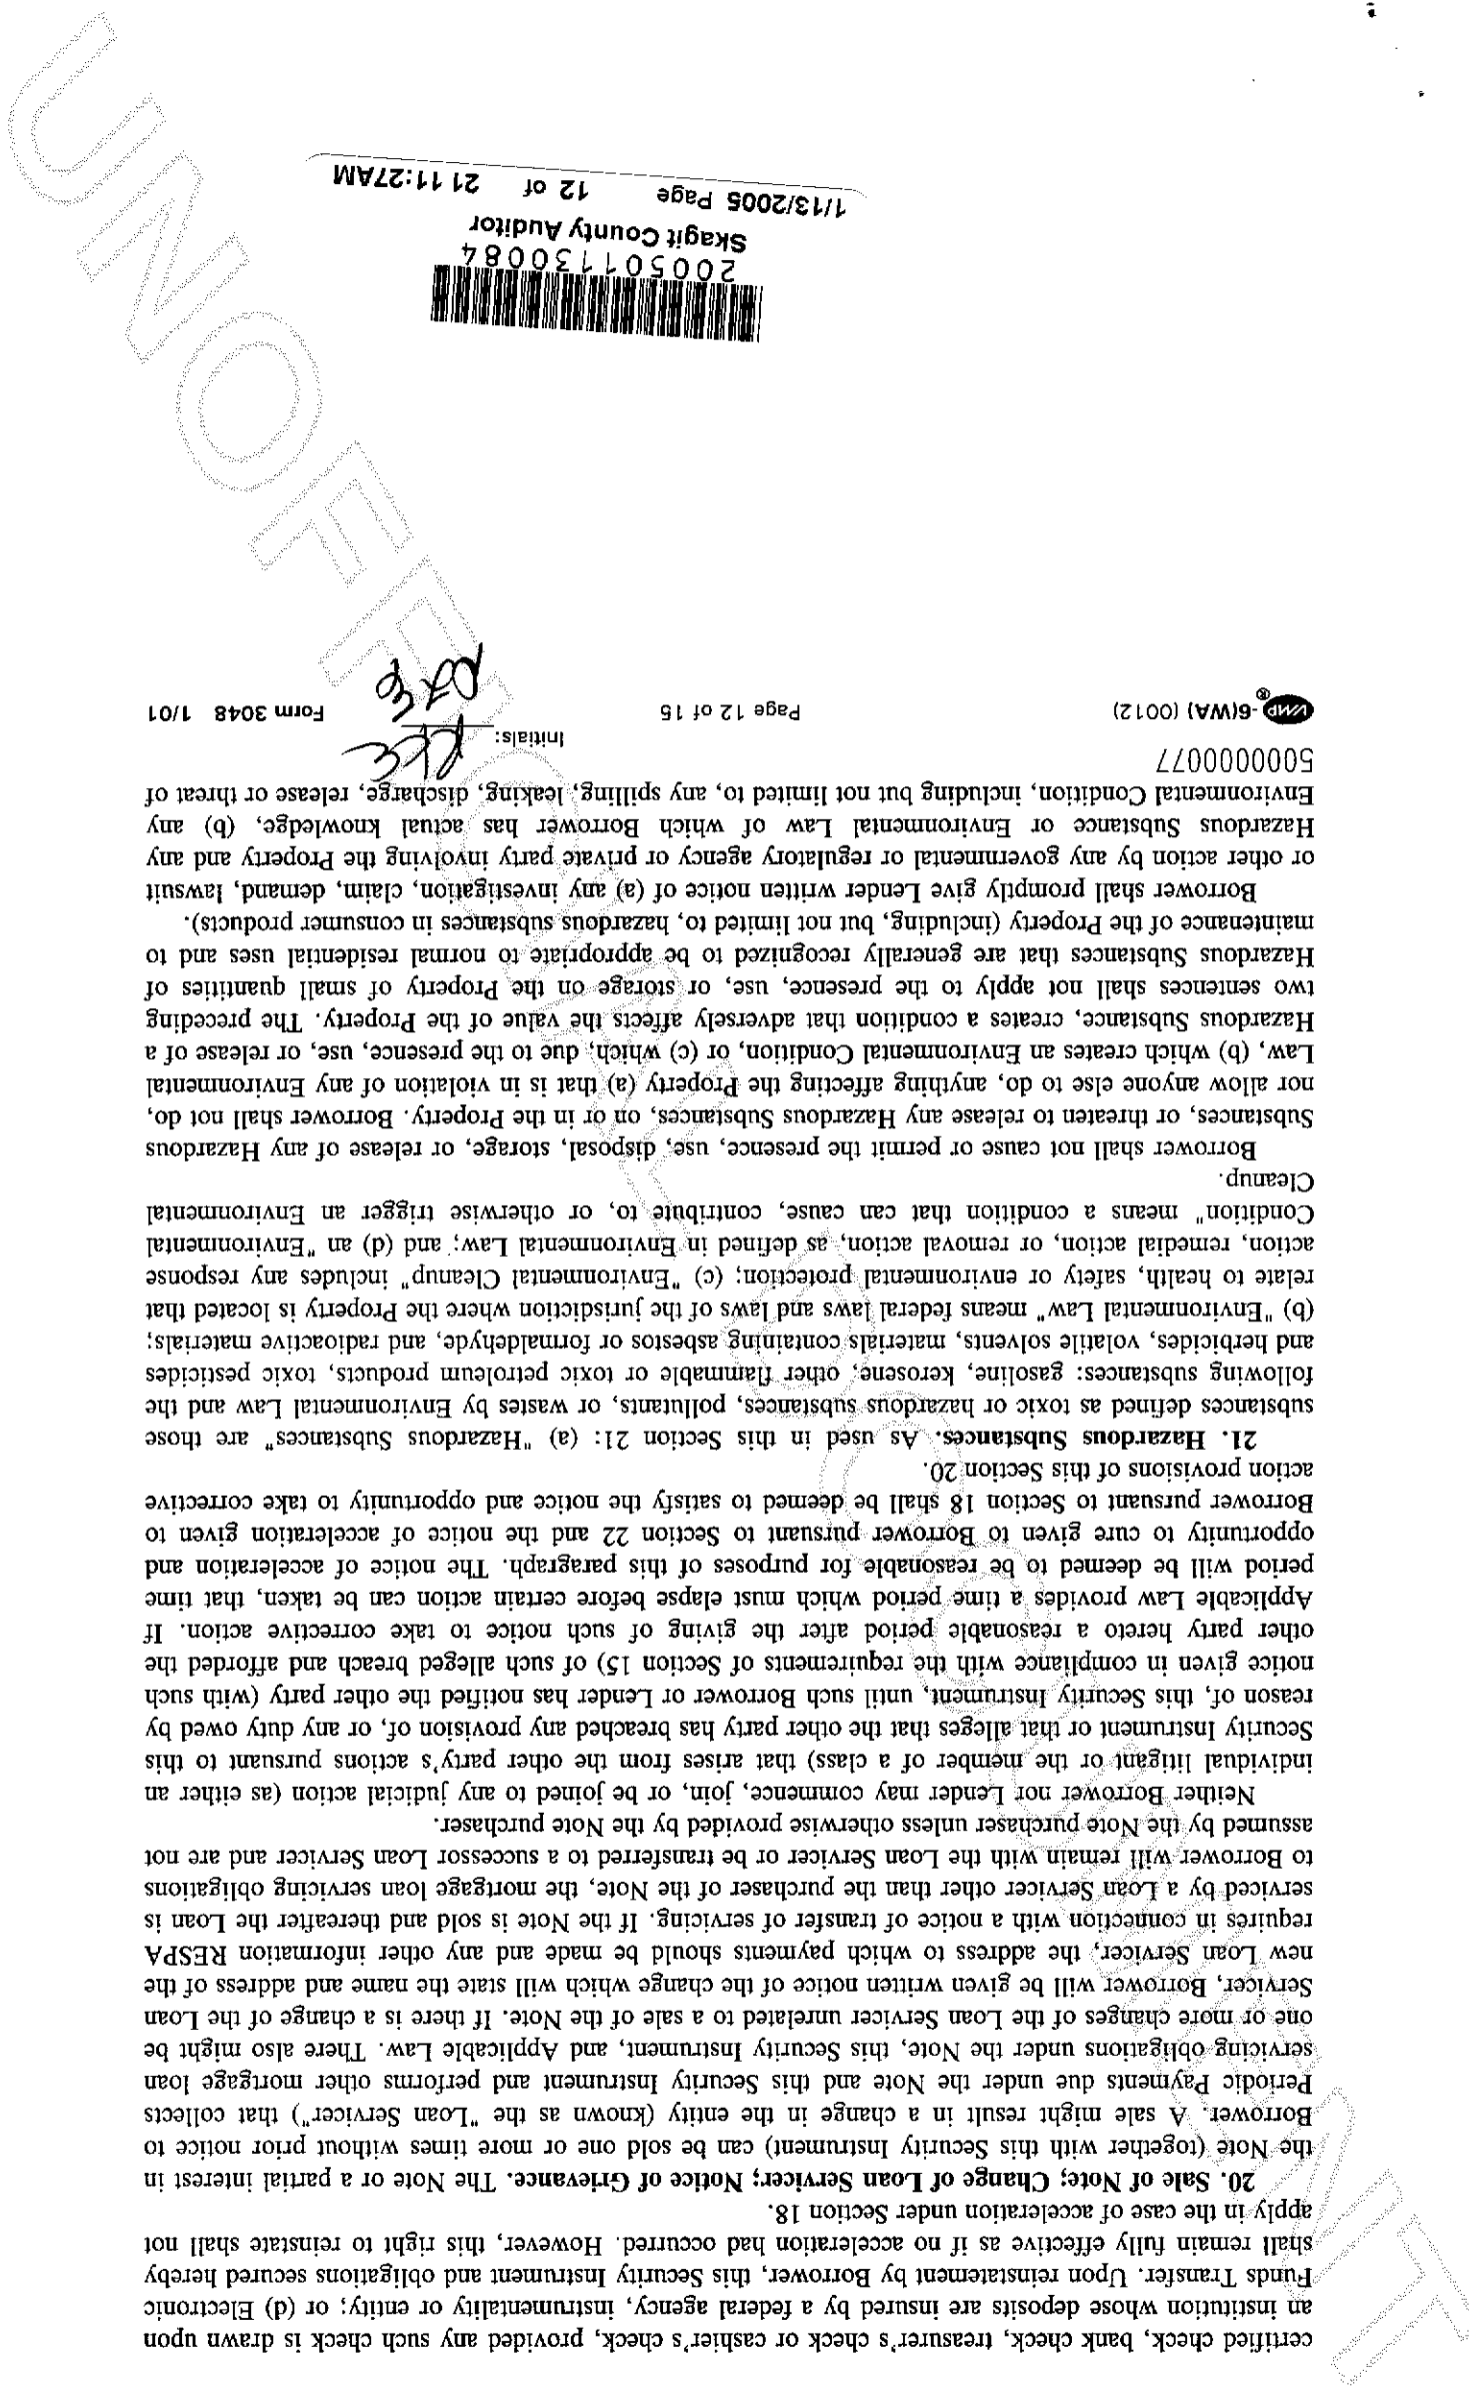 certified check, bank check, treasurer's check or cashier's check, provided any such check is drawn upon
an institution whose deposits are insured by a federal agency, instrumentality or entity; or (d) Electronic
Funds Transfer. Upon reinstatement by Borrower, this Security Instrument and obligations secured hereby
shall remain fully effective as if no acceleration had occurred. However, this right to reinstate shall not
apply in the case of acceleration under Section 18.
20. Sale of Note; Change of Loan Servicer; Notice of Grievance. The Note or a partial interest in
the Note (together with this Security Instrument) can be sold one or more times without prior notice to
Borrower. A sale might result in a change in the entity (known as the "Loan Servicer") that collects
Periodic Payments due under the Note and this Security Instrument and performs other mortgage loan
servicing obligations under the Note, this Security Instrument, and Applicable Law. There also might be
one or more changes of the Loan Servicer unrelated to a sale of the Note. If there is a change of the Loan
Servicer, Borrower will be given written notice of the change which will state the name and address of the
new Loan Servicer, the address to which payments should be made and any other information RESPA
requires in connection with a notice of transfer of servicing. If the Note is sold and thereafter the Loan is
serviced by a Loan Servicer other than the purchaser of the Note, the mortgage loan servicing obligations
to Borrower will remain with the Loan Servicer or be transferred to a successor Loan Servicer and are not
assumed by the Note purchaser unless otherwise provided by the Note purchaser.
Neither Borrower nor Lender may commence, join, or be joined to any judicial action (as either an
individual litigant or the member of a class) that arises from the other party's actions pursuant to this
Security Instrument or that alleges that the other party has breached any provision of, or any duty owed by
reason of, this Security Instrument, until such Borrower or Lender has notified the other party (with such
notice given in compliance with the requirements of Section 15) of such alleged breach and afforded the
other party hereto a reasonable period after the giving of such notice to take corrective action. If
Applicable Law provides a time period which must elapse before certain action can be taken, that time
period will be deemed to be reasonable for purposes of this paragraph. The notice of acceleration and
opportunity to cure given to Borrower pursuant to Section 22 and the notice of acceleration given to
Borrower pursuant to Section 18 shall be deemed to satisfy the notice and opportunity to take corrective
action provisions of this Section 20.
21. Hazardous Substances. As used in this Section 21: (a) "Hazardous Substances" are those
substances defined as toxic or hazardous substances, pollutants, or wastes by Environmental Law and the
following substances: gasoline, kerosene, other flammable or toxic petroleum products, toxic pesticides
and herbicides, volatile solvents, materials containing asbestos or formaldehyde, and radioactive materials;
(b) "Environmental Law" means federal laws and laws of the jurisdiction where the Property is located that
relate to health, safety or environmental protection; (c) "Environmental Cleanup" includes any response
action, remedial action, or removal action, as defined in Environmental Law; and (d) an "Environmental
Condition" means a condition that can cause, contribute to, or otherwise trigger an Environmental
Cleanup.
Borrower shall not cause or permit the presence, use, disposal, storage, or release of any Hazardous
Substances, or threaten to release any Hazardous Substances, on or in the Property. Borrower shall not do,
nor allow anyone else to do, anything affecting the Property (a) that is in violation of any Environmental
Law, (b) which creates an Environmental Condition, or (c) which, due to the presence, use, or release of a
Hazardous Substance, creates a condition that adversely affects the value of the Property. The preceding
two sentences shall not apply to the presence, use, or storage on the Property of small quantities of
Hazardous Substances that are generally recognized to be appropriate to normal residential uses and to
maintenance of the Property (including, but not limited to, hazardous substances in consumer products).
Borrower shall promptly give Lender written notice of (a) any investigation, claim, demand, lawsuit
or other action by any governmental or regulatory agency or private party involving the Property and any
Hazardous Substance or Environmental Law of which Borrower has actual knowledge, (b) any
Environmental Condition, including but not limited to, any spilling, leaking, discharge, release or threat of
5000000077
Initials:
VMP -6(WA) (0012) Page 12 of 15 Form 3048 1/01
200501130084
Skagit County Auditor
1/13/2005 Page 12 of 21 11:27AM
UNOFFICIAL DOCUMENT